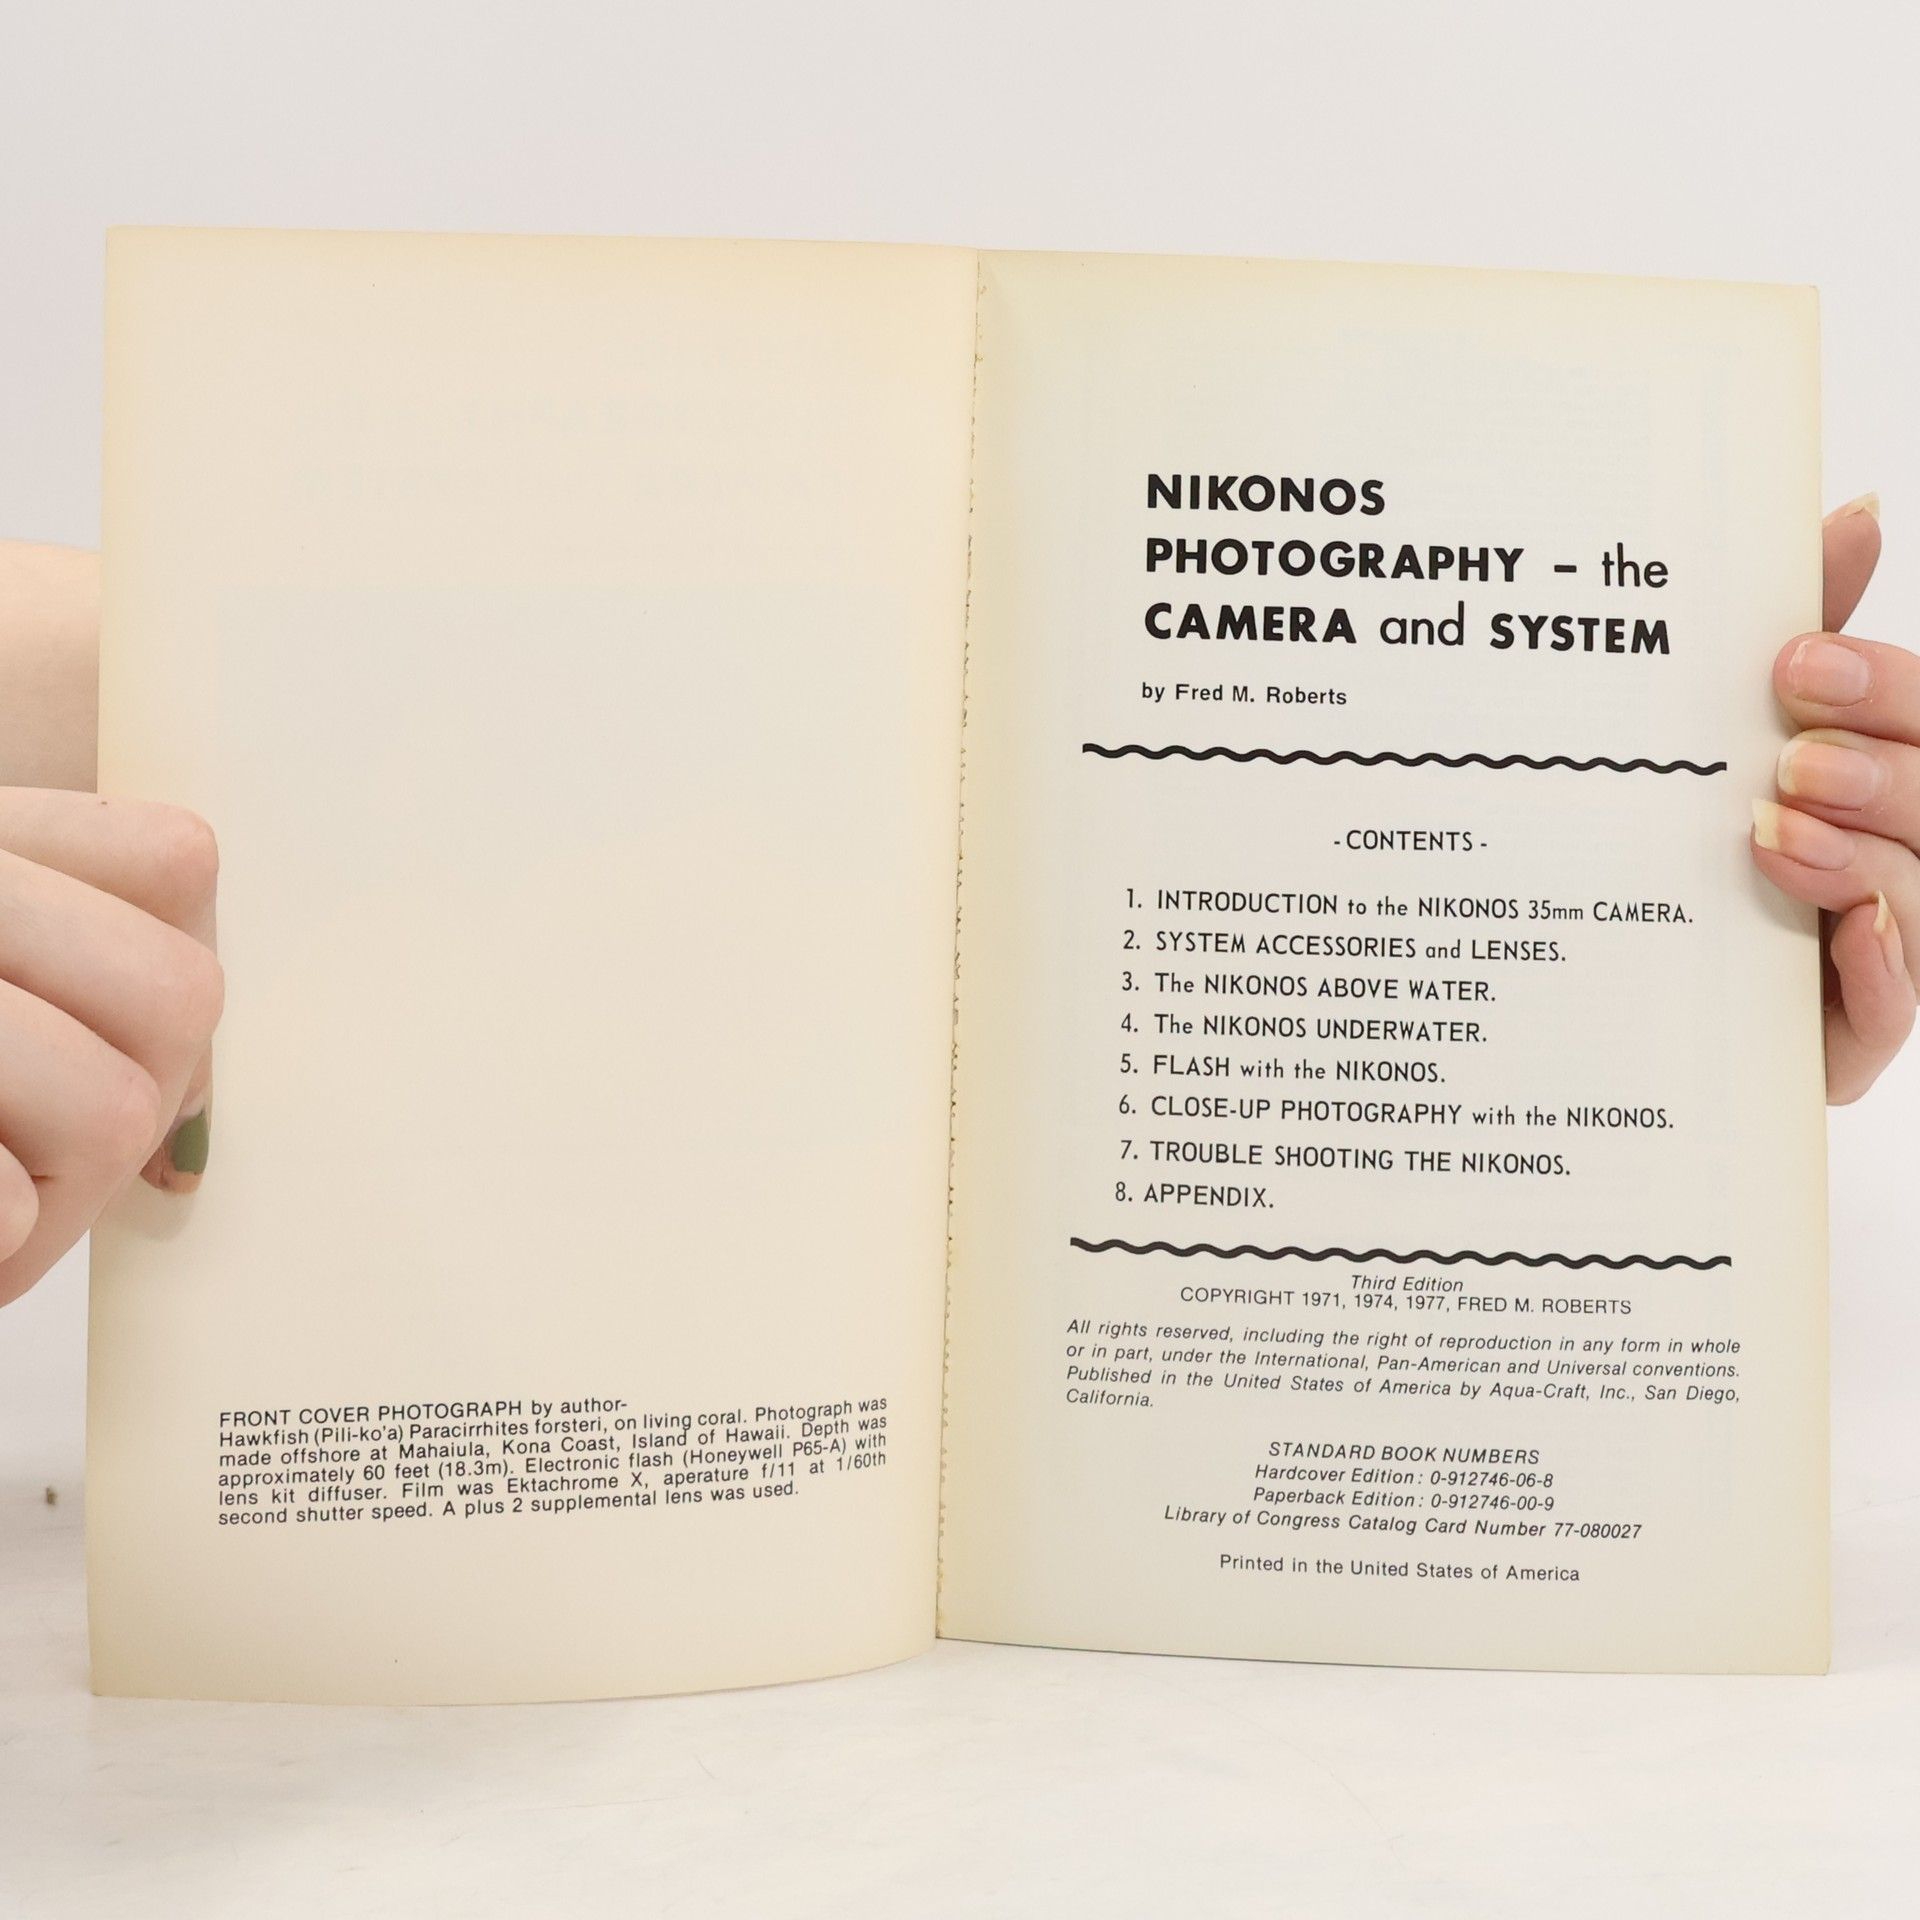 FRONT COVER PHOTOGRAPH by author-
Hawkfish (Pili-ko'a) Paracirrhites forsteri, on living coral. Photograph was
made offshore at Mahaiula, Kona Coast, Island of Hawaii. Depth was
approximately 60 feet (18.3m). Electronic flash (Honeywell P65-A) with
lens kit diffuser. Film was Ektachrome X, aperature f/11 at 1/60th
second shutter speed. A plus 2 supplemental lens was used.
NIKONOS
PHOTOGRAPHY – the
CAMERA and SYSTEM
by Fred M. Roberts
- CONTENTS -
1. INTRODUCTION to the NIKONOS 35mm CAMERA.
2. SYSTEM ACCESSORIES and LENSES.
3. The NIKONOS ABOVE WATER.
4. The NIKONOS UNDERWATER.
5. FLASH with the NIKONOS.
6. CLOSE-UP PHOTOGRAPHY with the NIKONOS.
7. TROUBLE SHOOTING THE NIKONOS.
8. APPENDIX.
Third Edition
COPYRIGHT 1971, 1974, 1977, FRED M. ROBERTS
All rights reserved, including the right of reproduction in any form in whole
or in part, under the International, Pan-American and Universal conventions.
Published in the United States of America by Aqua-Craft, Inc., San Diego,
California.
STANDARD BOOK NUMBERS
Hardcover Edition: 0-912746-06-8
Paperback Edition: 0-912746-00-9
Library of Congress Catalog Card Number 77-080027
Printed in the United States of America